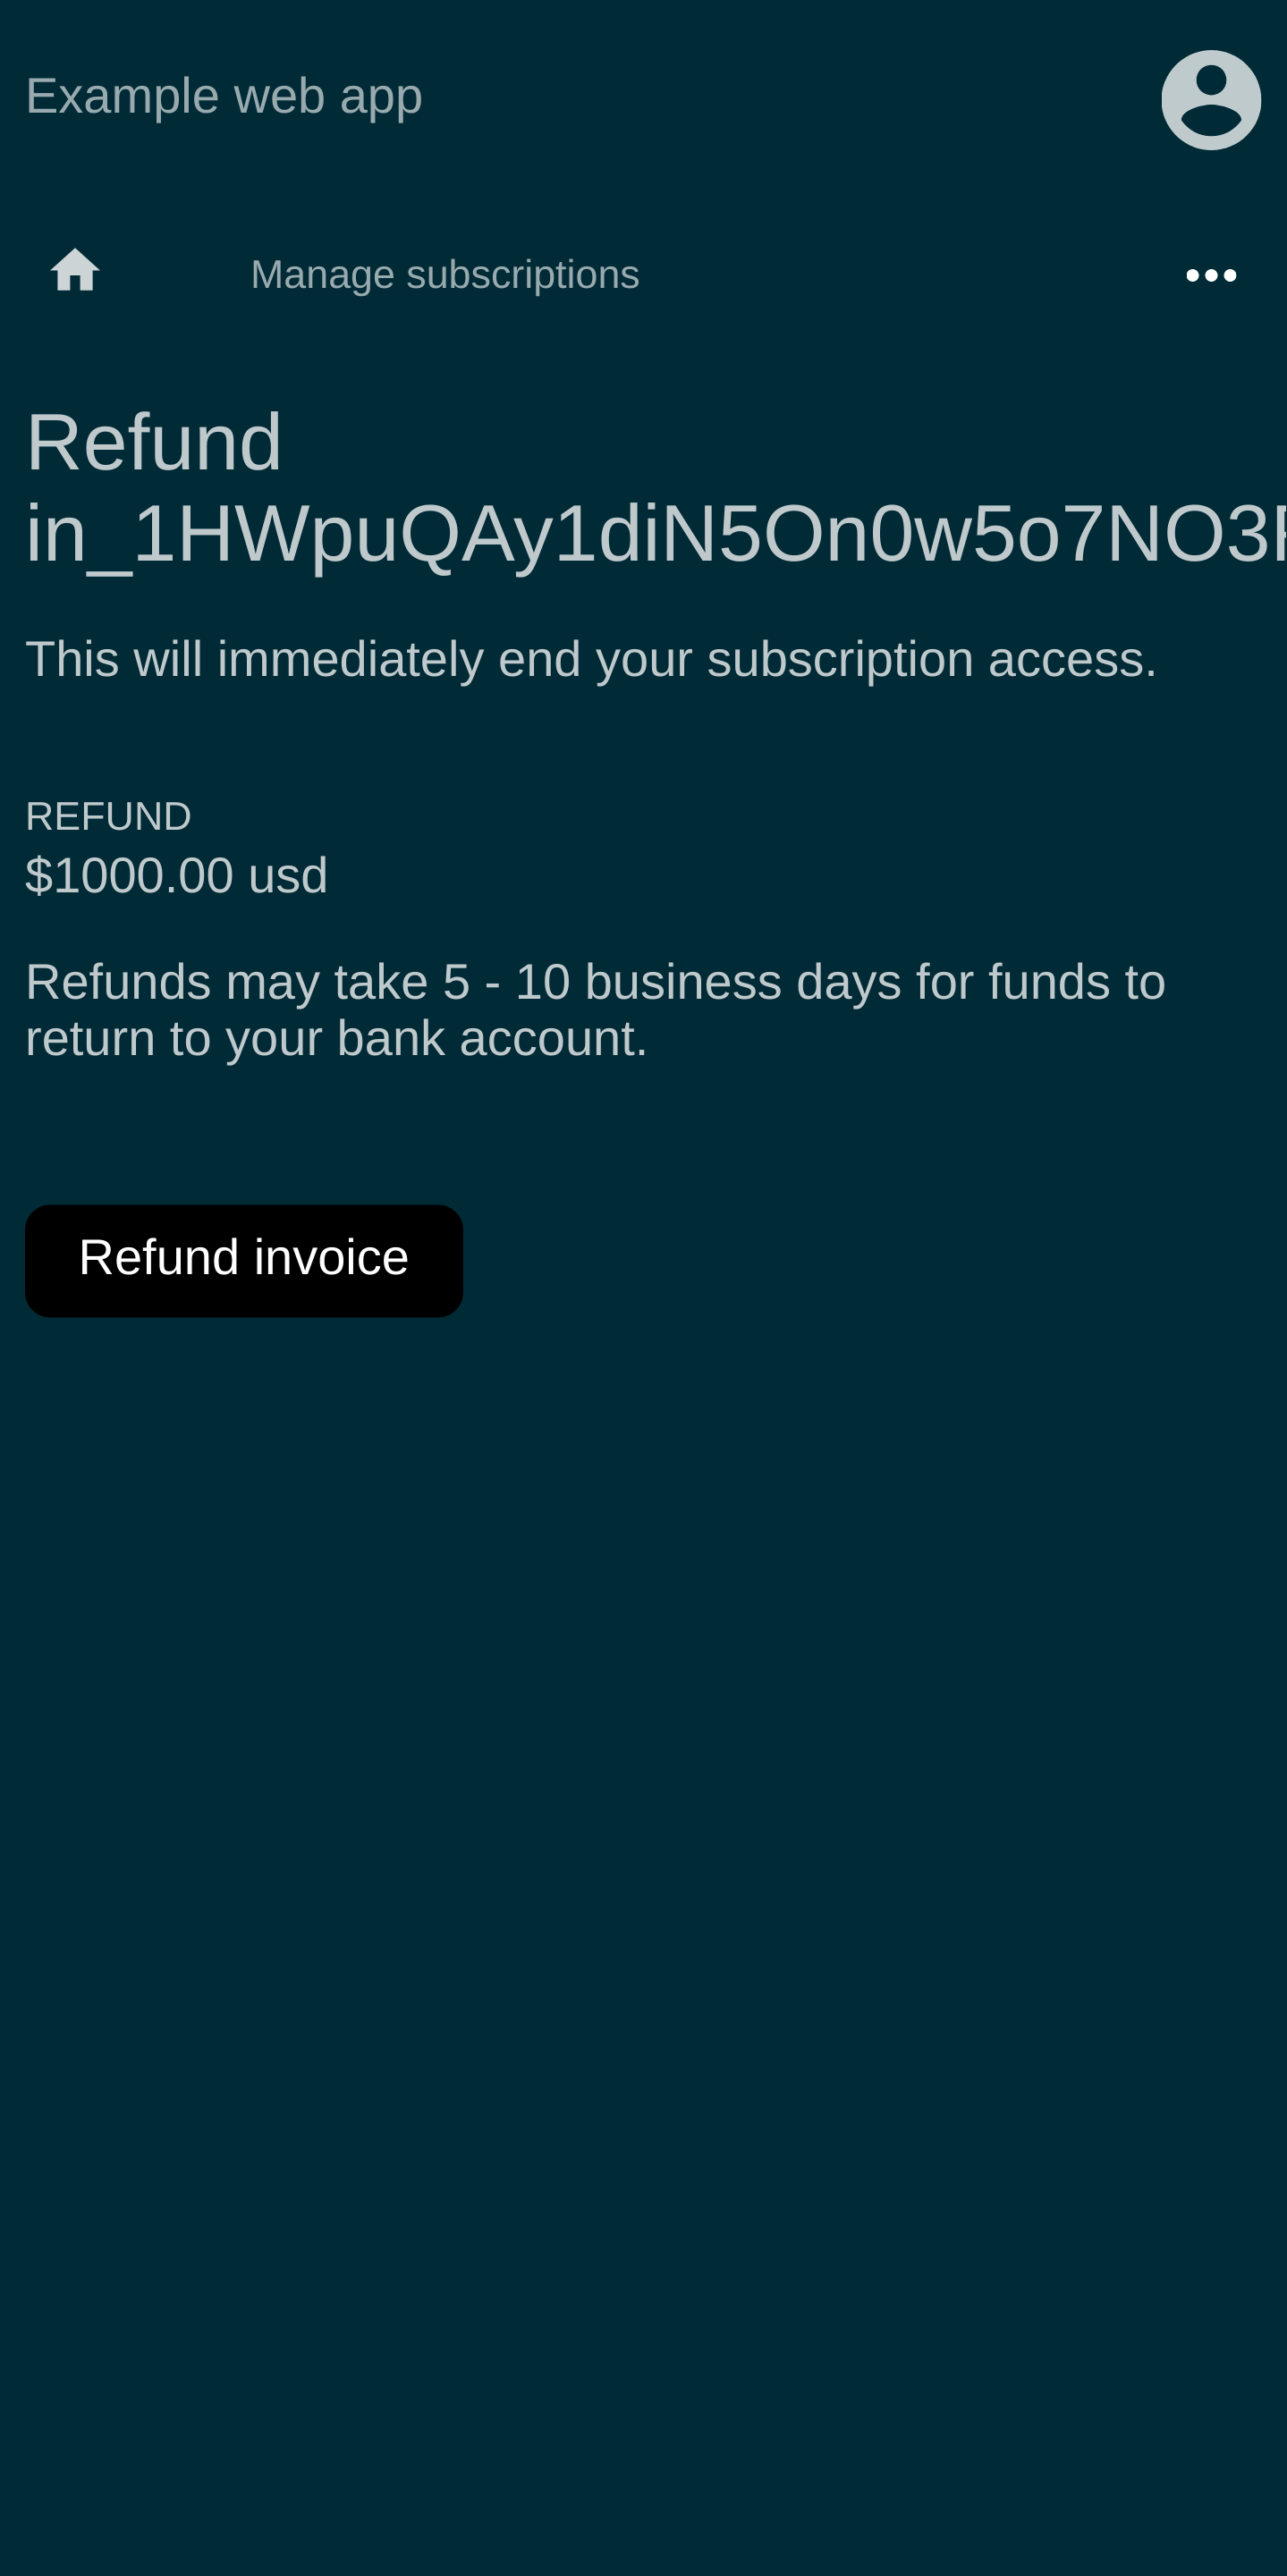 Example web app
Manage subscriptions
Refund
in_1HWpuQAy1diN5On0w5o7NO3
This will immediately end your subscription access.
REFUND
$1000.00 usd
Refunds may take 5 - 10 business days for funds to
return to your bank account.
Refund invoice